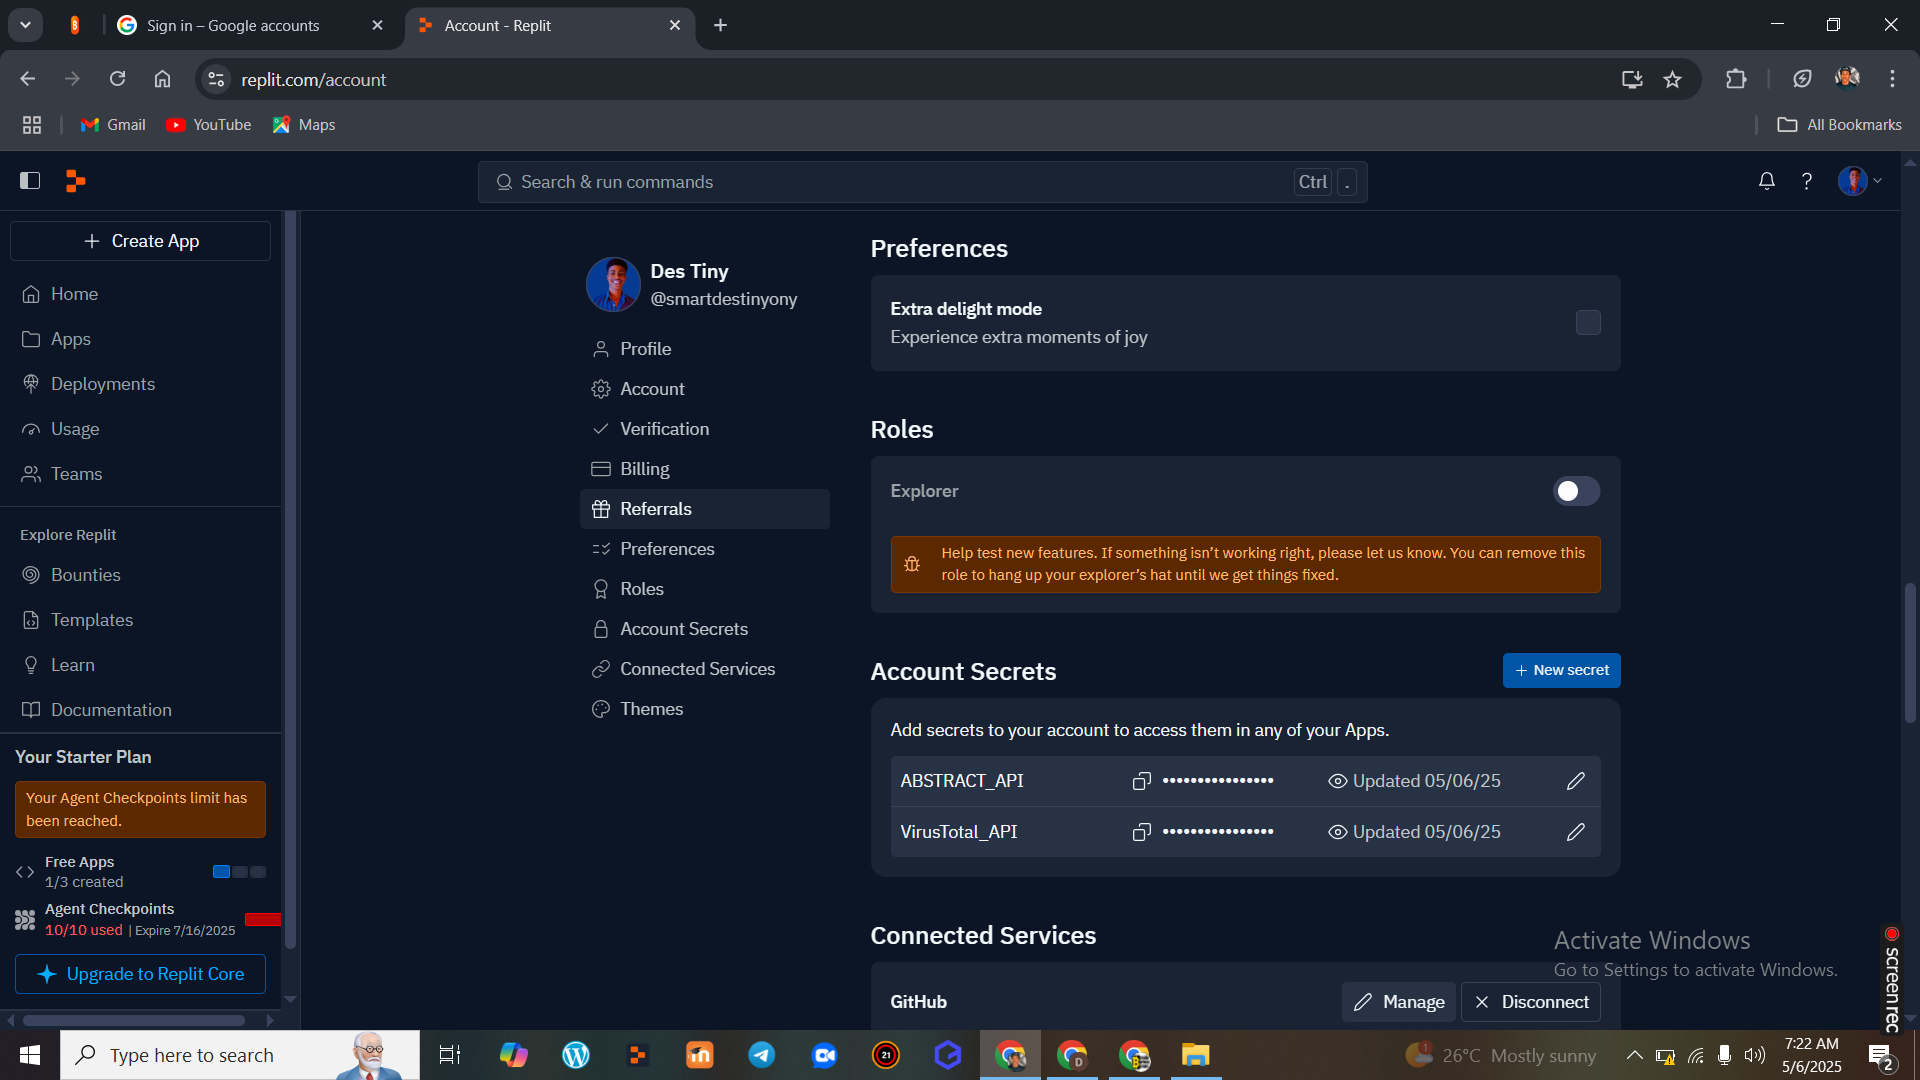 Sign in – Google accounts
Account - Replit
replit.com/account
Gmail
YouTube
Maps
All Bookmarks
Search & run commands
Ctrl
.
Create App
Home
Apps
Deployments
Usage
Teams
Explore Replit
Bounties
Templates
Learn
Documentation
Your Starter Plan
Your Agent Checkpoints limit has
been reached.
Free Apps
1/3 created
Agent Checkpoints
10/10 used | Expire 7/16/2025
Upgrade to Replit Core
Des Tiny
@smartdestinyony
Profile
Account
Verification
Billing
Referrals
Preferences
Roles
Account Secrets
Connected Services
Themes
Preferences
Extra delight mode
Experience extra moments of joy
Roles
Explorer
Help test new features. If something isn’t working right, please let us know. You can remove this
role to hang up your explorer’s hat until we get things fixed.
Account Secrets
New secret
Add secrets to your account to access them in any of your Apps.
ABSTRACT_API •••••••••••••••• Updated 05/06/25
VirusTotal_API •••••••••••••••• Updated 05/06/25
Connected Services
GitHub
Manage
Disconnect
Activate Windows
Go to Settings to activate Windows.
screenrec
Type here to search
21
D
1
26°C Mostly sunny
7:22 AM
5/6/2025
2